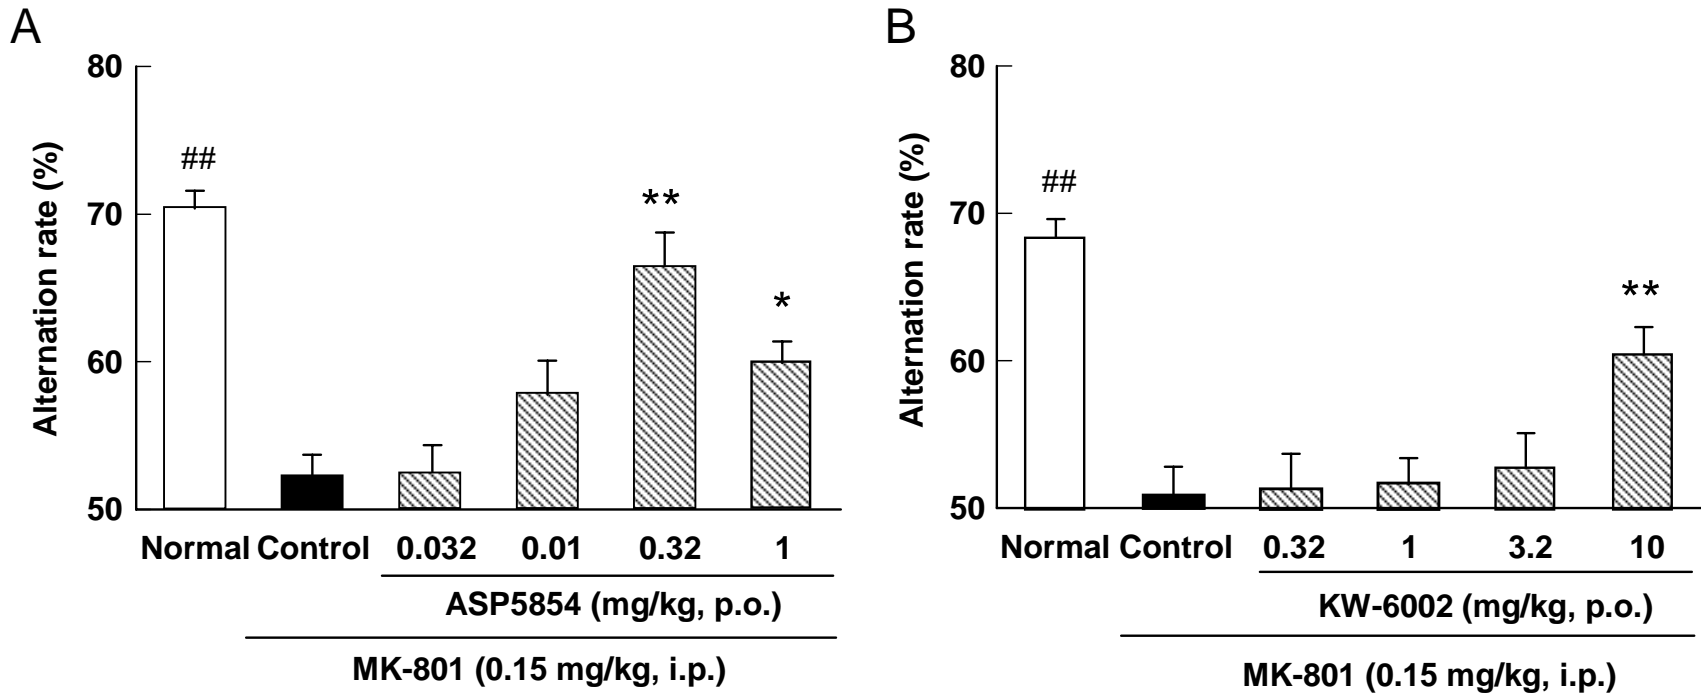 A
80
70
60
50
Alternation rate (%)
##
**
*
Normal Control 0.032 0.01 0.32 1
ASP5854 (mg/kg, p.o.)
MK-801 (0.15 mg/kg, i.p.)
B
80
70
60
50
Alternation rate (%)
##
**
Normal Control 0.32 1 3.2 10
KW-6002 (mg/kg, p.o.)
MK-801 (0.15 mg/kg, i.p.)